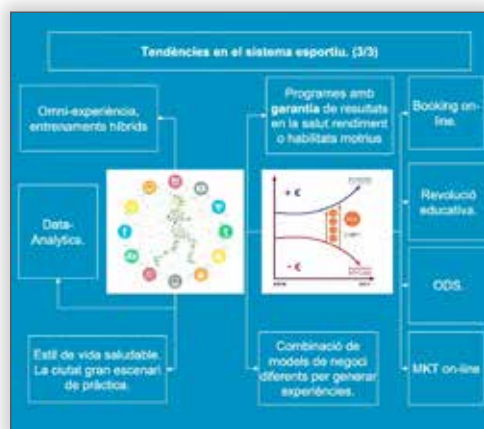 Tendències en el sistema esportiu. (3/3)
Omni-experiència,
entrenaments híbrids
Data-
Analytics.
Estil de vida saludable.
La ciutat gran escenari
de pràctica.
Programes amb
garantia de resultats
en la salut rendiment
o habilitats motrius
+ €
- €
Combinació de
models de negoci
diferents per generar
experiències.
Booking on-
line.
Revolució
educativa.
ODS.
MKT on-line